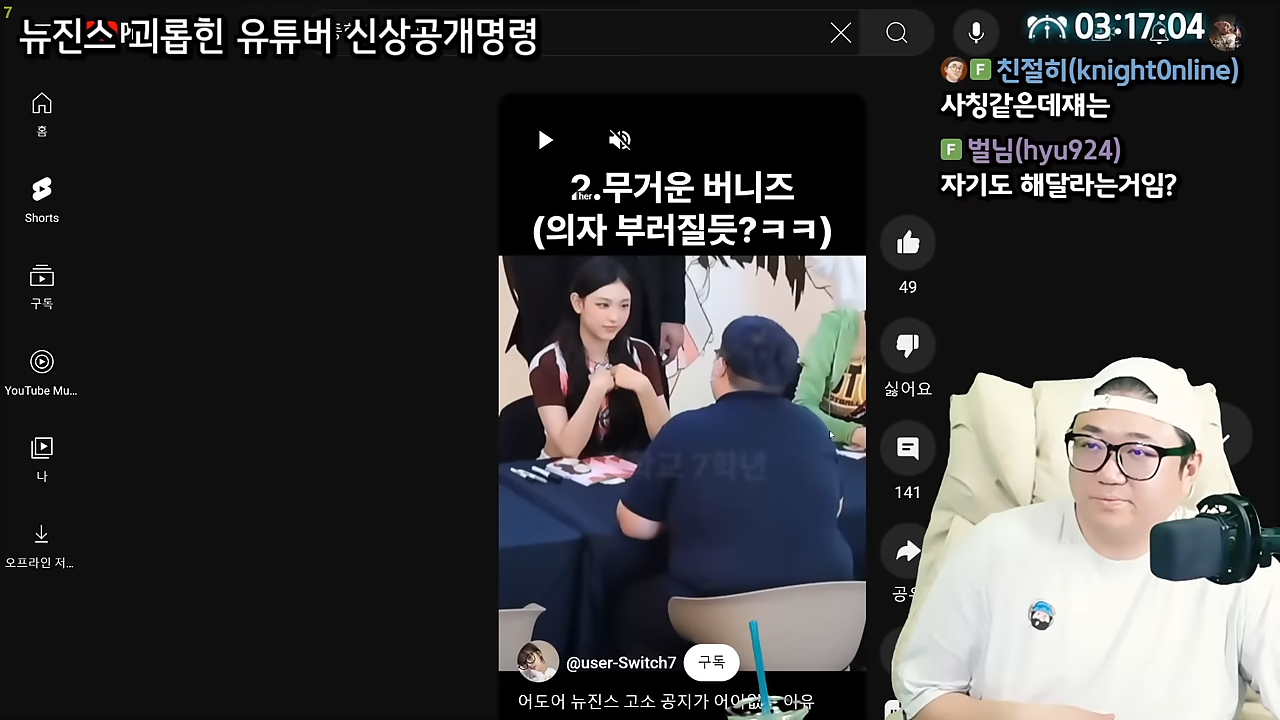 7
뉴진스 괴롭힌 유튜버 신상공개명령
03:17:04
F 친절히(knight0nline)
사칭같은데쟤는
F 벌님(hyu924)
자기도 해달라는거임?
홈
Shorts
구독
YouTube Mu...
나
오프라인 저...
2.무거운 버니즈
her
(의자 부러질듯?ㅋㅋ)
7학년
49
싫어요
141
@user-Switch7
구독
어도어 뉴진스 고소 공지가 이유